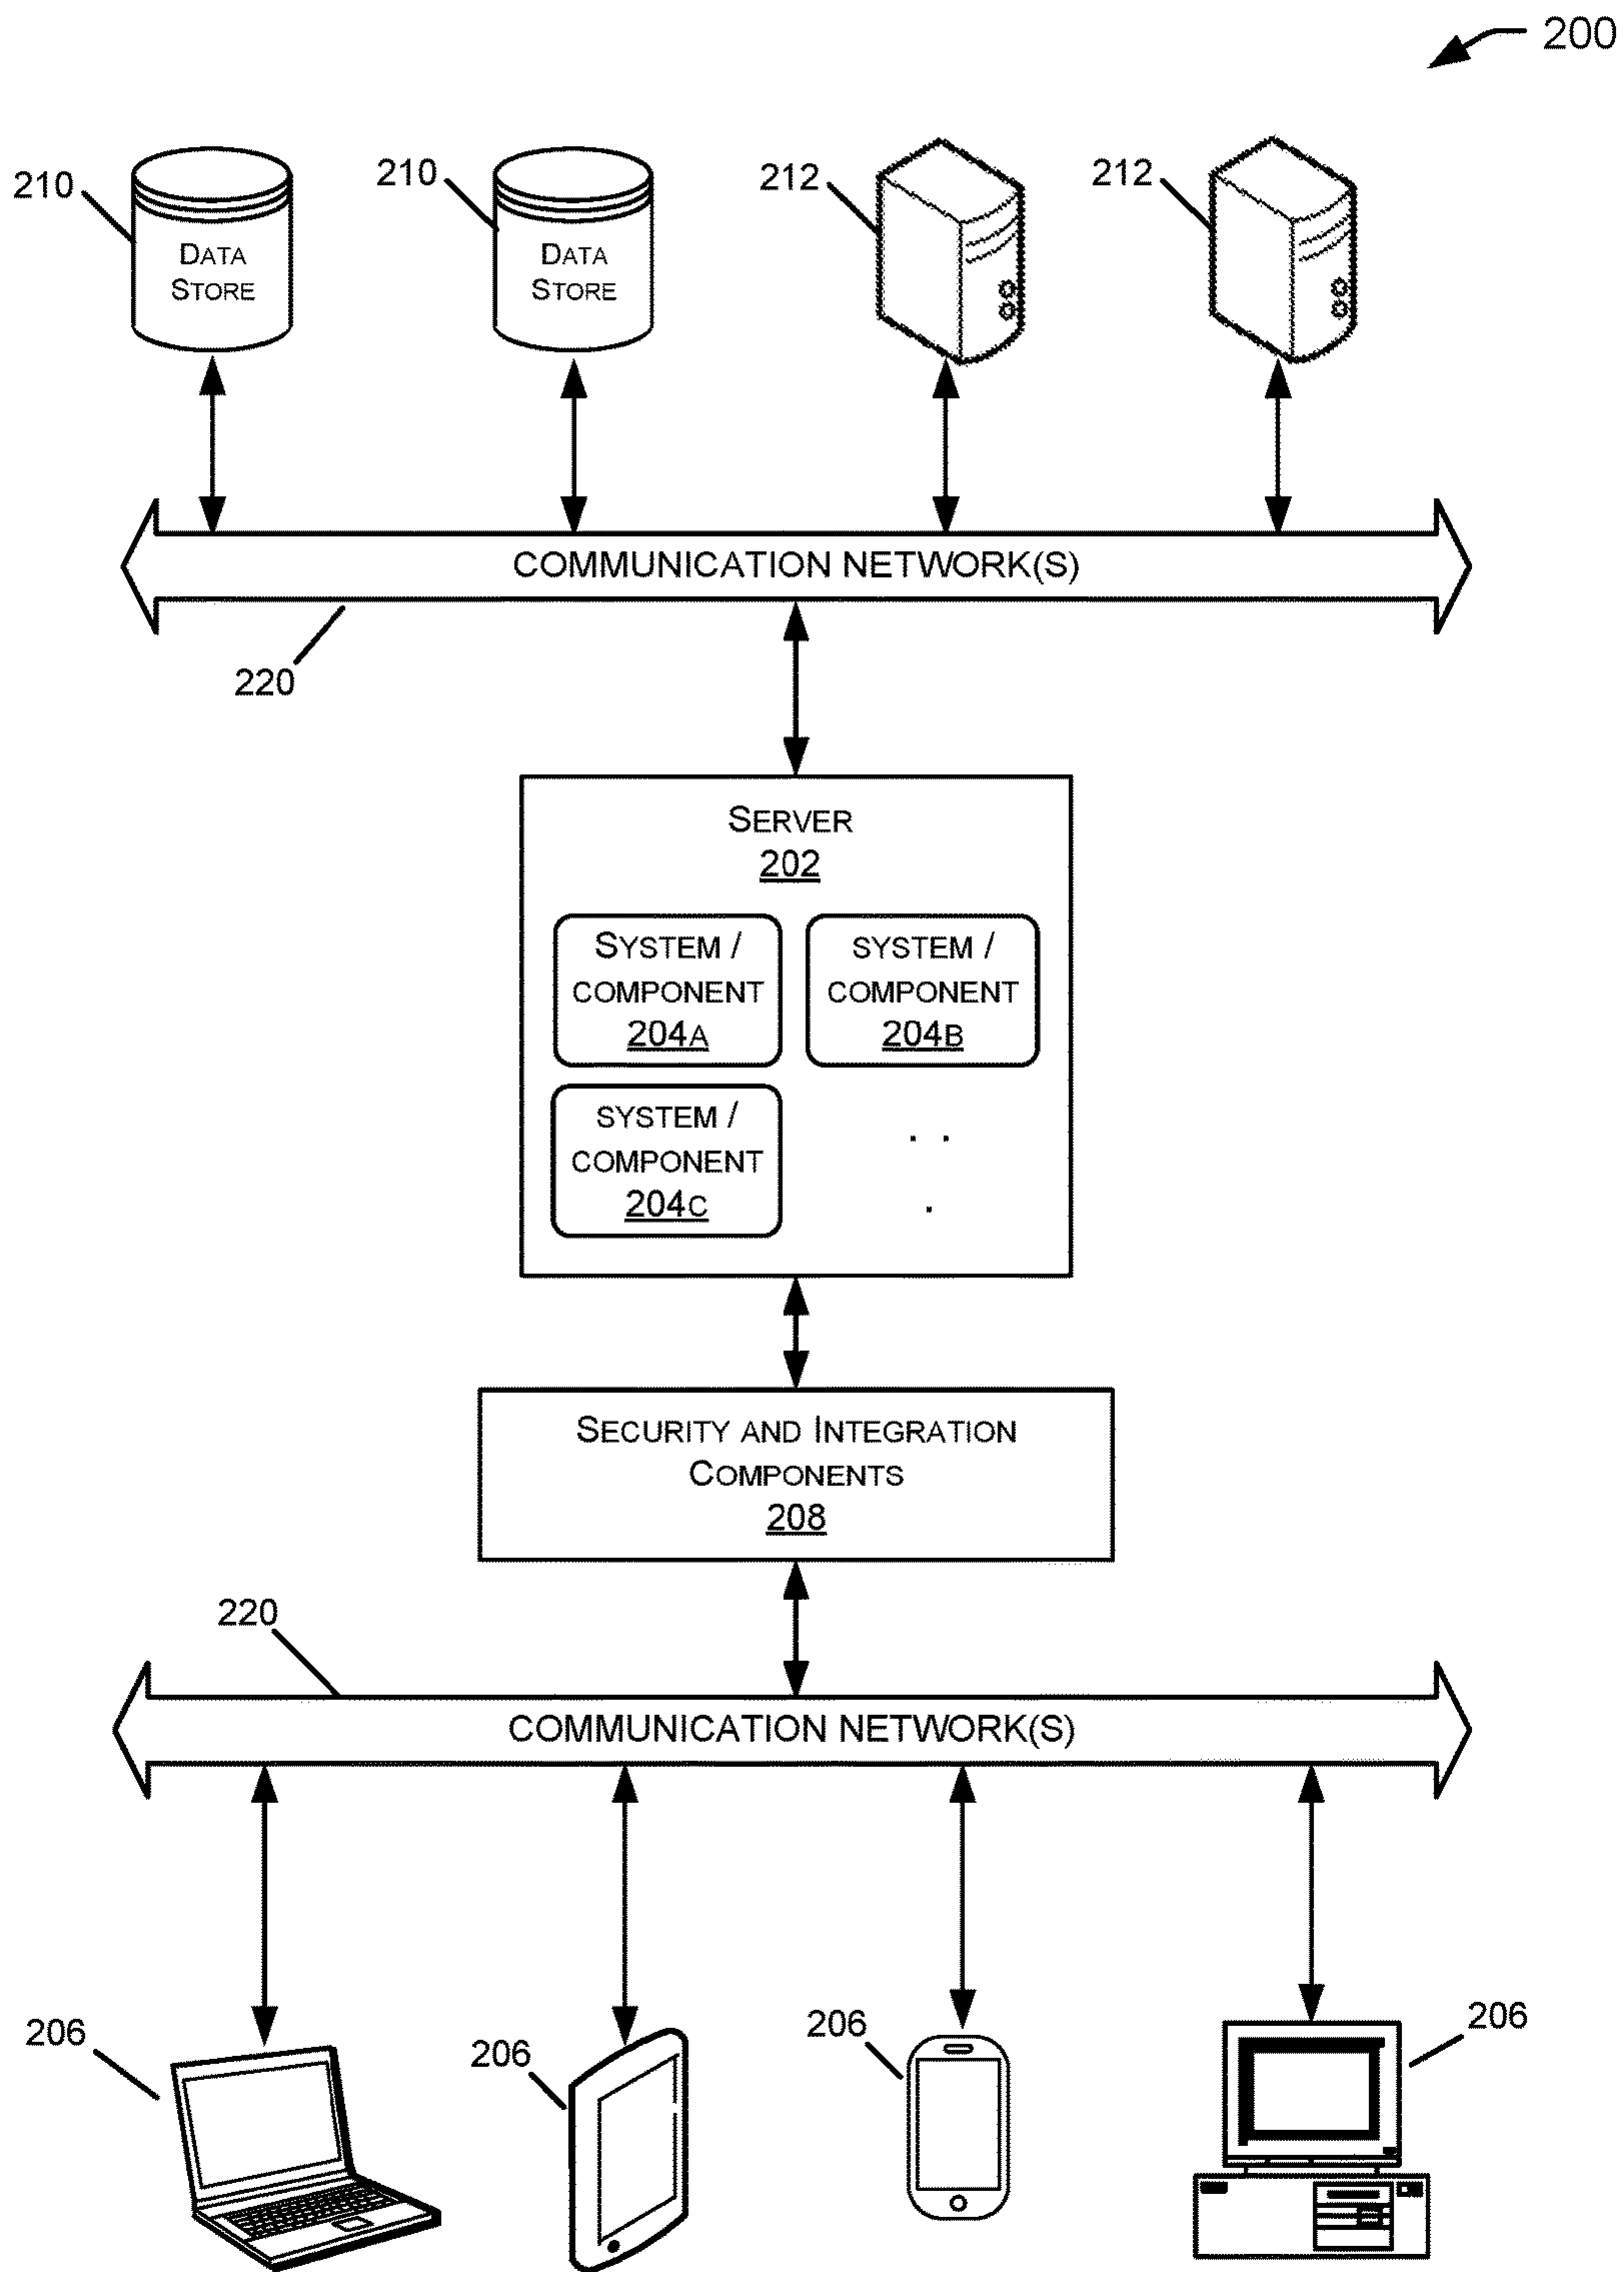 200
210 210 212 212
DATA DATA
STORE STORE
COMMUNICATION NETWORK(S)
220
SERVER
202
SYSTEM / SYSTEM /
COMPONENT COMPONENT
204A 204B
SYSTEM / . .
COMPONENT
204C .
SECURITY AND INTEGRATION
COMPONENTS
208
220
COMMUNICATION NETWORK(S)
206 206 206 206